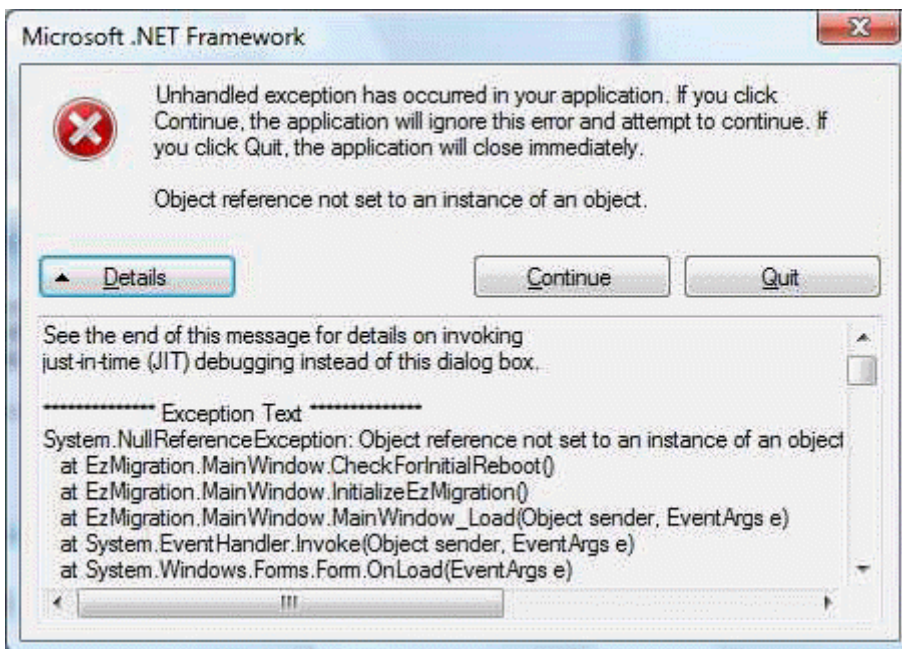 Microsoft .NET Framework
Unhandled exception has occurred in your application. If you click
Continue, the application will ignore this error and attempt to continue. If
you click Quit, the application will close immediately.
Object reference not set to an instance of an object.
Details
Continue
Quit
See the end of this message for details on invoking
just-in-time (JIT) debugging instead of this dialog box.
************** Exception Text **************
System.NullReferenceException: Object reference not set to an instance of an object
at EzMigration.MainWindow.CheckForInitialReboot()
at EzMigration.MainWindow.InitializeEzMigration()
at EzMigration.MainWindow.MainWindow_Load(Object sender, EventArgs e)
at System.EventHandler.Invoke(Object sender, EventArgs e)
at System.Windows.Forms.Form.OnLoad(EventArgs e)